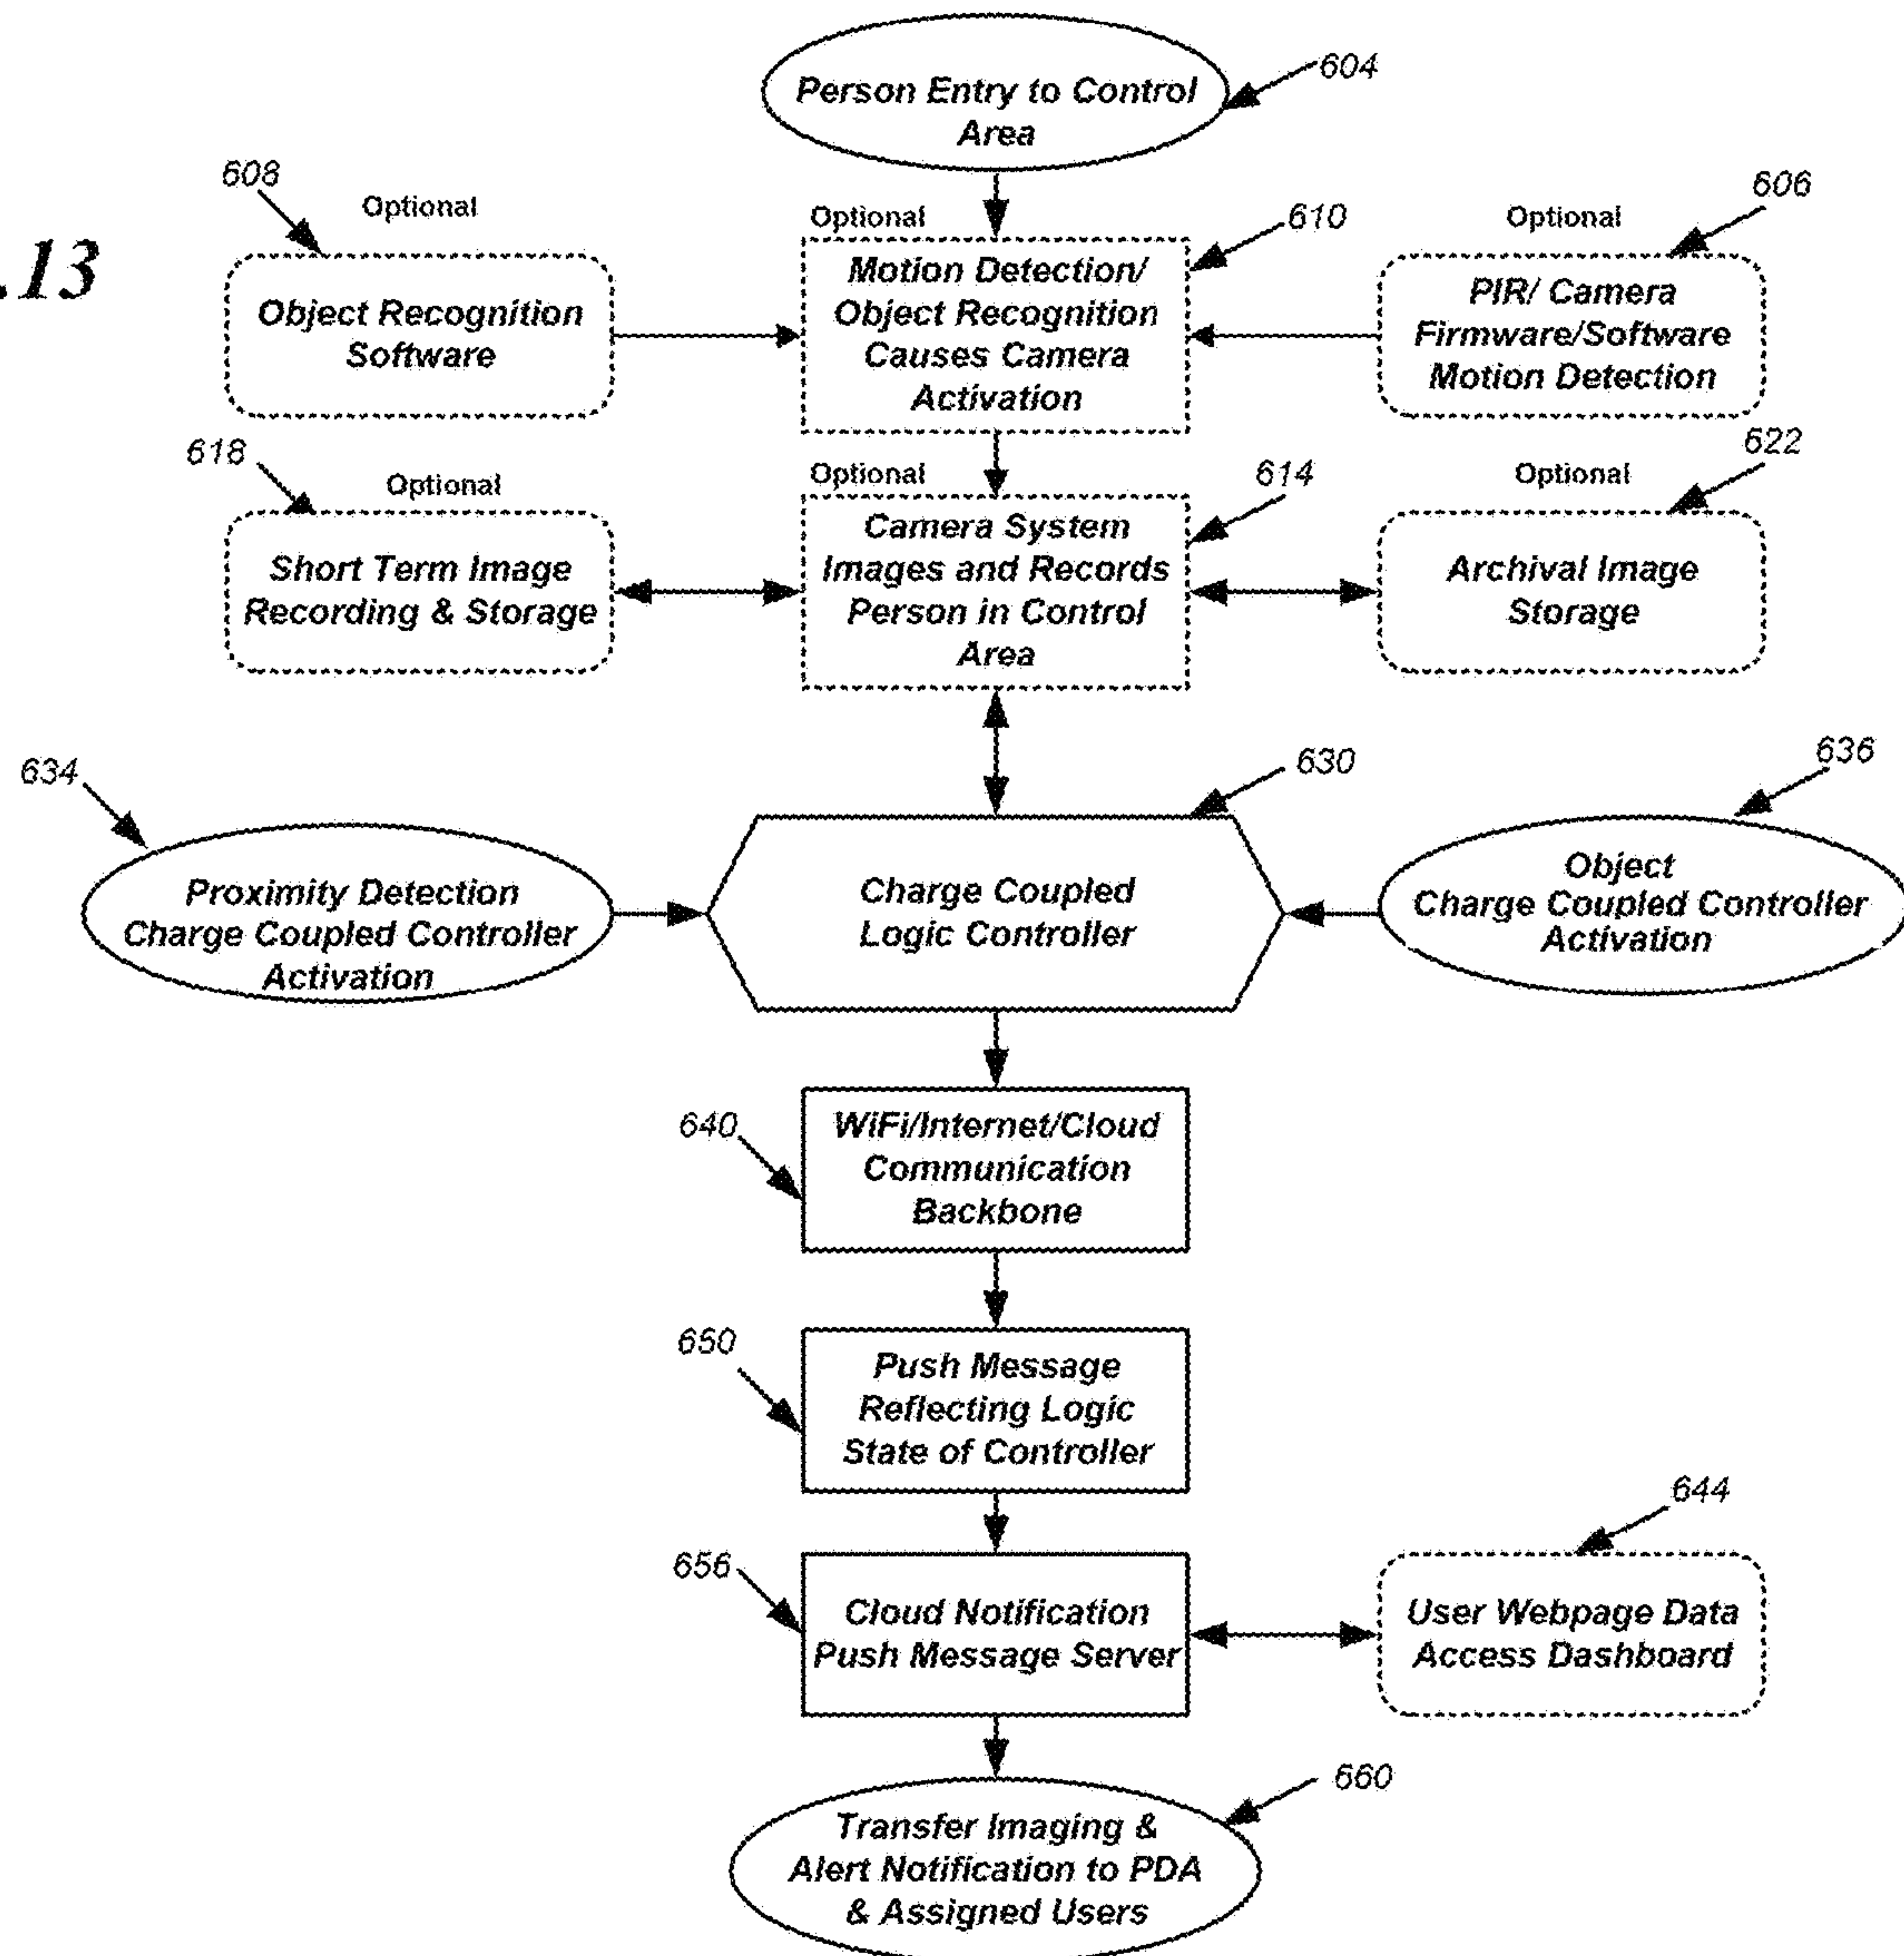 Person Entry to Control
Area
604
608
Optional
Optional
610
Optional
606
.13
Object Recognition
Software
Motion Detection/
Object Recognition
Causes Camera
Activation
PIR/ Camera
Firmware/Software
Motion Detection
618
Optional
Optional
614
Optional
622
Short Term Image
Recording & Storage
Camera System
Images and Records
Person in Control
Area
Archival Image
Storage
634
630
636
Proximity Detection
Charge Coupled Controller
Activation
Charge Coupled
Logic Controller
Object
Charge Coupled Controller
Activation
640
WiFi/Internet/Cloud
Communication
Backbone
650
Push Message
Reflecting Logic
State of Controller
644
656
Cloud Notification
Push Message Server
User Webpage Data
Access Dashboard
660
Transfer Imaging &
Alert Notification to PDA
& Assigned Users